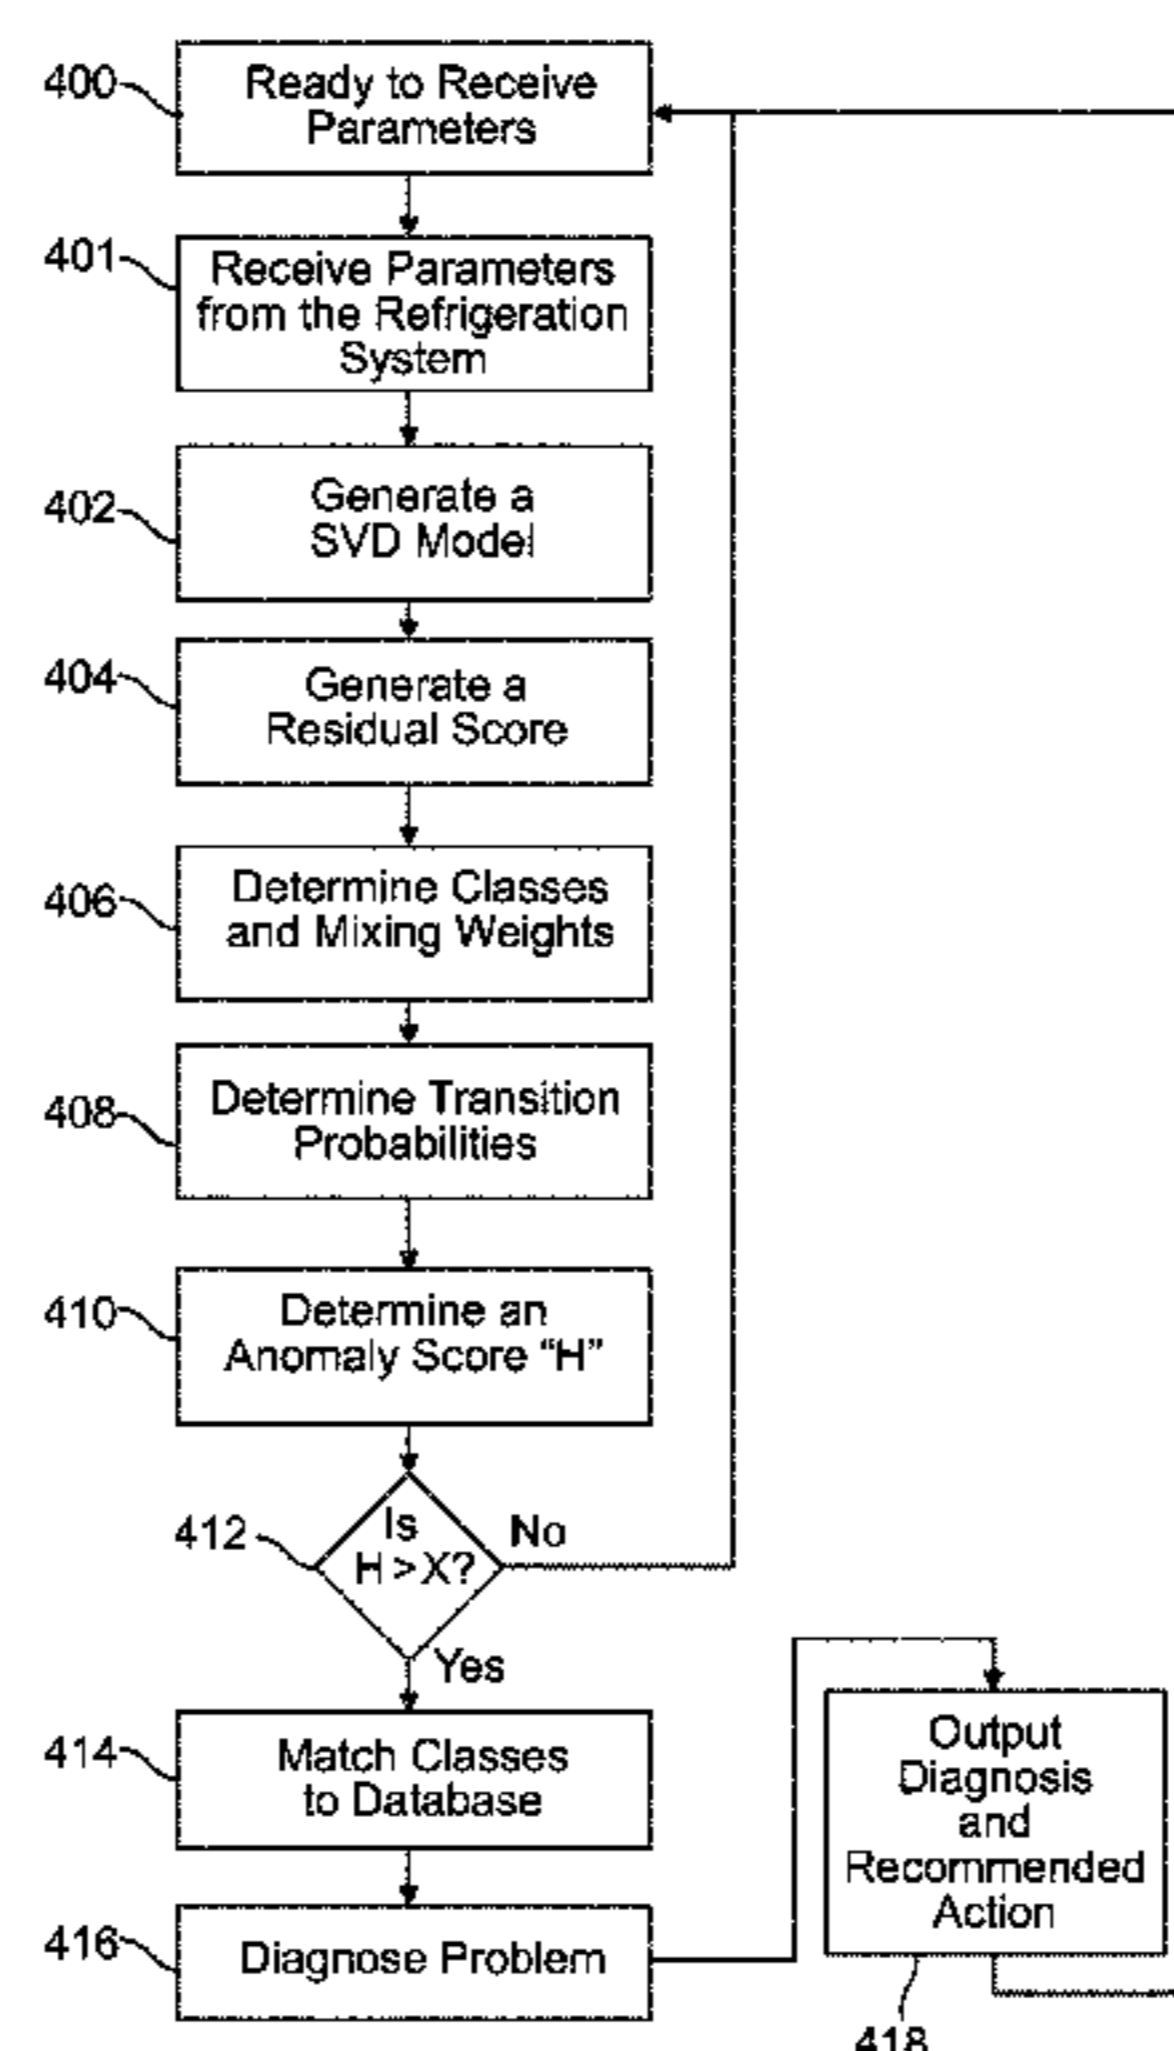 400
Ready to Receive
Parameters
401
Receive Parameters
from the Refrigeration
System
402
Generate a
SVD Model
404
Generate a
Residual Score
406
Determine Classes
and Mixing Weights
408
Determine Transition
Probabilities
410
Determine an
Anomaly Score “H”
412
Is
H > X?
No
Yes
414
Match Classes
to Database
416
Diagnose Problem
Output
Diagnosis
and
Recommended
Action
418